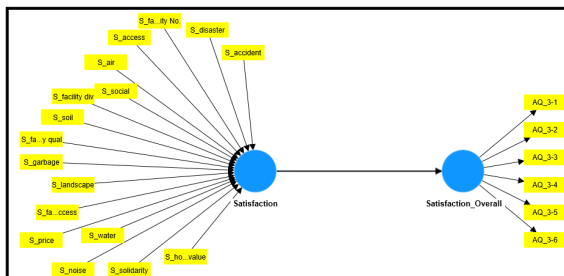 S_fa...ity No.
S_disaster
S_access
S_accident
S_air
S_social
S_facility div
S_soil
S_fa...y qual
S_garbage
S_landscape
S_fa...ccess
S_price
S_water
S_noise
S_solidarity
S_ho...value
Satisfaction
Satisfaction_Overall
AQ_3-1
AQ_3-2
AQ_3-3
AQ_3-4
AQ_3-5
AQ_3-6